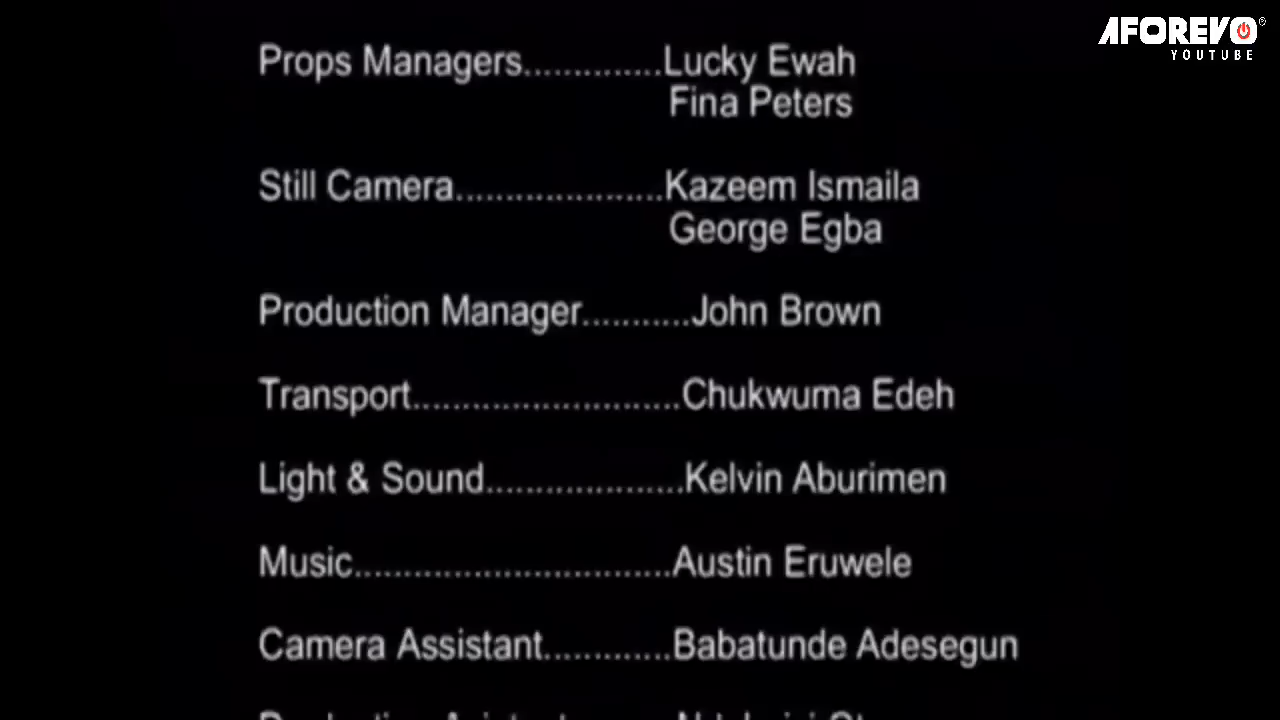 AFOREVO
YOUTUBE
Props Managers..............Lucky Ewah
Fina Peters
Still Camera.....................Kazeem Ismaila
George Egba
Production Manager...........John Brown
Transport...........................Chukwuma Edeh
Light & Sound....................Kelvin Aburimen
Music................................Austin Eruwele
Camera Assistant.............Babatunde Adesegun